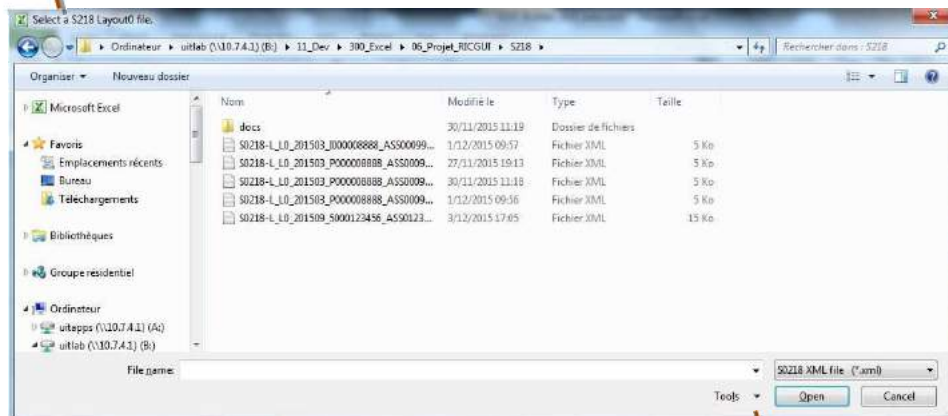 Select a S218 Layout0 file.
Ordinateur ▸ uitlab (\\10.7.4.1) (B:) ▸ 11_Dev ▸ 300_Excel ▸ 06_Projet_RICGUI ▸ S218 ▸
Rechercher dans : S218
Organiser Nouveau dossier
Microsoft Excel
Favoris
Emplacements récents
Bureau
Téléchargements
Bibliothèques
Groupe résidentiel
Ordinateur
uitapps (\\10.7.4.1) (A:)
uitlab (\\10.7.4.1) (B:)
Nom Modifié le Type Taille
docs 30/11/2015 11:19 Dossier de fichiers
S0218-L_L0_201503_I000008888_ASS00099... 1/12/2015 09:57 Fichier XML 5 Ko
S0218-L_L0_201503_P000008888_ASS0009... 27/11/2015 19:13 Fichier XML 5 Ko
S0218-L_L0_201503_P000008888_ASS0009... 30/11/2015 11:18 Fichier XML 5 Ko
S0218-L_L0_201503_P000008888_ASS0009... 1/12/2015 09:36 Fichier XML 5 Ko
S0218-L_L0_201509_S000123456_ASS0123... 3/12/2015 17:05 Fichier XML 15 Ko
File name:
S0218 XML file (*.xml)
Tools Open Cancel